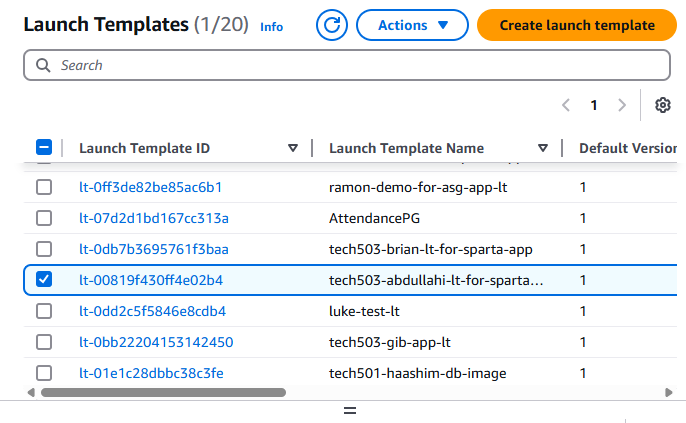 Launch Templates (1/20) Info Actions Create launch template
Search
1
Launch Template ID Launch Template Name Default Version
lt-0ff3de82be85ac6b1 ramon-demo-for-asg-app-lt 1
lt-07d2d1bd167cc313a AttendancePG 1
lt-0db7b3695761f3baa tech503-brian-lt-for-sparta-app 1
lt-00819f430ff4e02b4 tech503-abdullahi-lt-for-sparta... 1
lt-0dd2c5f5846e8cdb4 luke-test-lt 1
lt-0bb22204153142450 tech503-gib-app-lt 1
lt-01e1c28dbbc38c3fe tech501-haashim-db-image 1